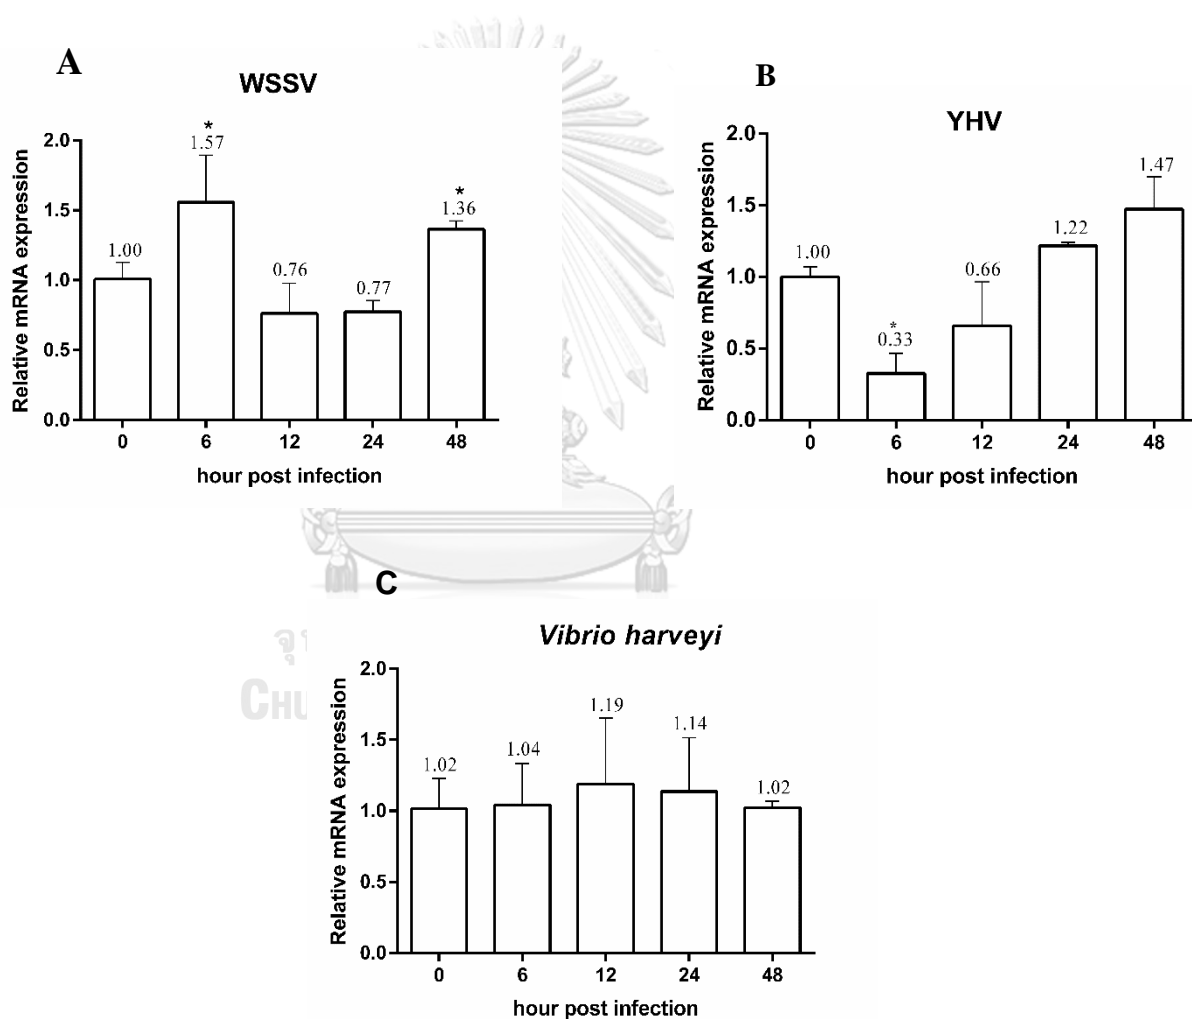 A
WSSV
Relative mRNA expression
2.0
1.5
1.0
0.5
0.0
1.00
*
1.57
0.76
0.77
*
1.36
0 6 12 24 48
hour post infection
B
YHV
Relative mRNA expression
2.0
1.5
1.0
0.5
0.0
1.00
*
0.33
0.66
1.22
1.47
0 6 12 24 48
hour post infection
C
Vibrio harveyi
Relative mRNA expression
2.0
1.5
1.0
0.5
0.0
1.02
1.04
1.19
1.14
1.02
0 6 12 24 48
hour post infection
จุ
CHU